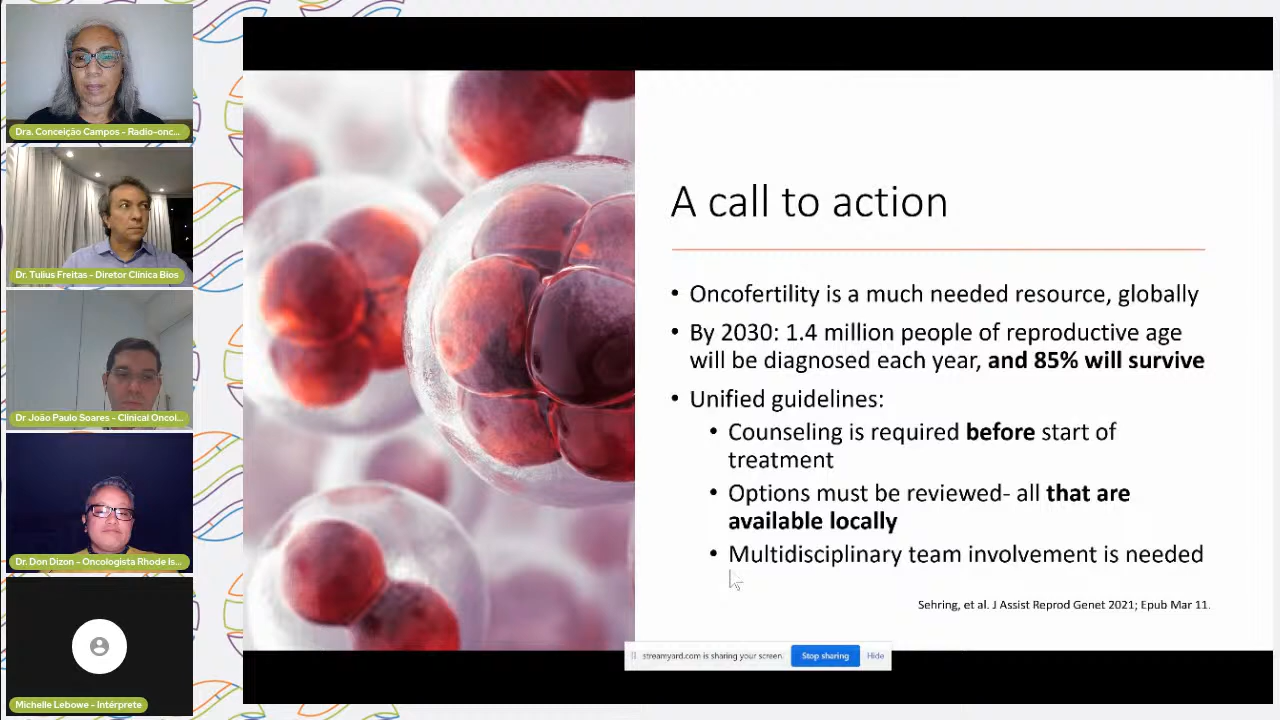 Dra. Conceição Campos - Radio-onc...
Dr. Tulius Freitas - Diretor Clínica Bios
Dr João Paulo Soares - Clinical Oncol...
Dr. Don Dizon - Oncologista Rhode Is...
Michelle Lebowe - Intérprete
A call to action
• Oncofertility is a much needed resource, globally
• By 2030: 1.4 million people of reproductive age
will be diagnosed each year, and 85% will survive
• Unified guidelines:
• Counseling is required before start of
treatment
• Options must be reviewed- all that are
available locally
• Multidisciplinary team involvement is needed
Sehring, et al. J Assist Reprod Genet 2021; Epub Mar 11.
streamyard.com is sharing your screen. Stop sharing Hide